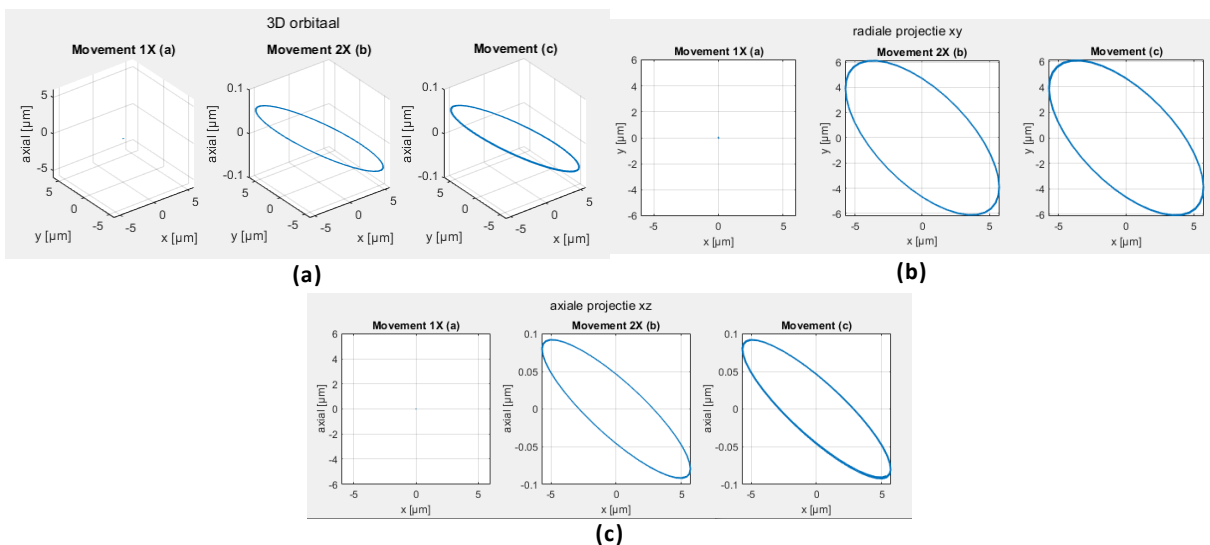 3D orbitaal
Movement 1X (a)
Movement 2X (b)
Movement (c)
axial [µm]
5
0
-5
5
0
-5
y [µm]
-5
0
5
x [µm]
axial [µm]
0.1
0
-0.1
5
0
-5
y [µm]
-5
0
5
x [µm]
axial [µm]
0.1
0
-0.1
5
0
-5
y [µm]
-5
0
5
x [µm]
(a)
radiale projectie xy
Movement 1X (a)
Movement 2X (b)
Movement (c)
y [µm]
6
4
2
0
-2
-4
-6
-5
0
5
x [µm]
y [µm]
6
4
2
0
-2
-4
-6
-5
0
5
x [µm]
y [µm]
6
4
2
0
-2
-4
-6
-5
0
5
x [µm]
(b)
axiale projectie xz
Movement 1X (a)
Movement 2X (b)
Movement (c)
axial [µm]
6
4
2
0
-2
-4
-6
-5
0
5
x [µm]
axial [µm]
0.1
0.05
0
-0.05
-0.1
-5
0
5
x [µm]
axial [µm]
0.1
0.05
0
-0.05
-0.1
-5
0
5
x [µm]
(c)